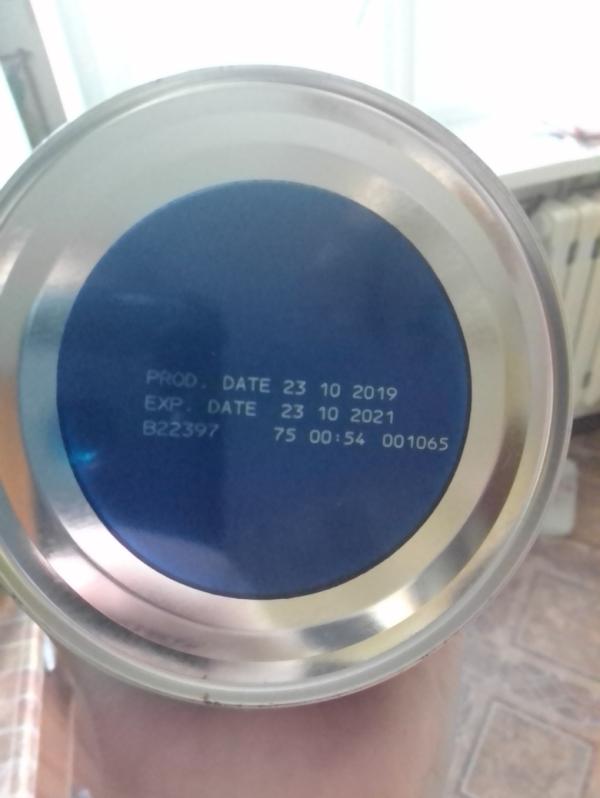 PROD. DATE 23 10 2019
EXP. DATE 23 10 2021
B22397 75 00:54 001065